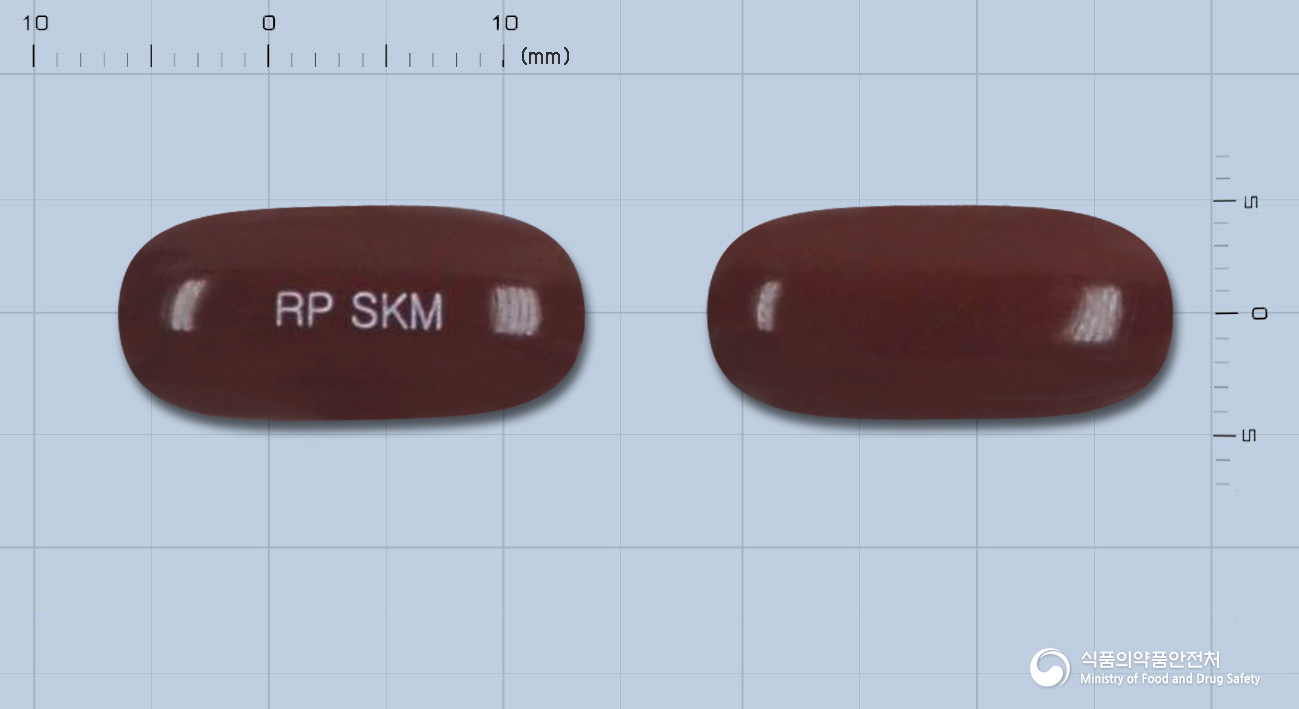 10 0 10
(mm)
RP SKM
5
0
5
식품의약품안전처
Ministry of Food and Drug Safety